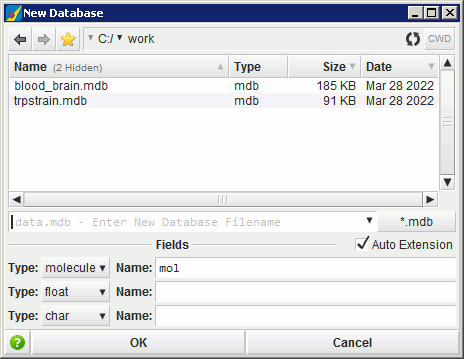 New Database
C:/ work CWD
Name (2 Hidden) Type Size Date
blood_brain.mdb mdb 185 KB Mar 28 2022
trpstrain.mdb mdb 91 KB Mar 28 2022
data.mdb - Enter New Database Filename *.mdb
Fields Auto Extension
Type: molecule Name: mol
Type: float Name:
Type: char Name:
? OK Cancel